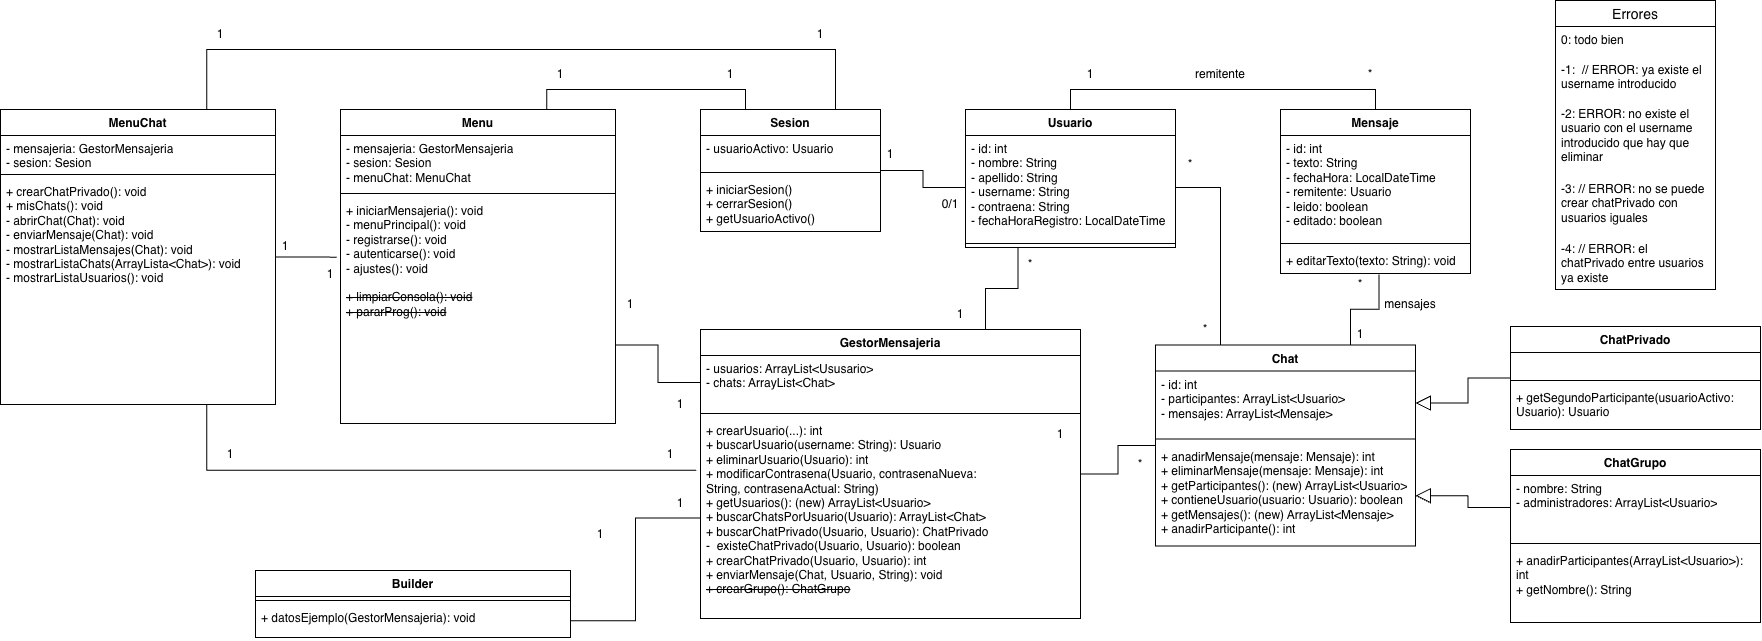 1
1
1
1
1
remitente
*
MenuChat
- mensajeria: GestorMensajeria
- sesion: Sesion
+ crearChatPrivado(): void
+ misChats(): void
- abrirChat(Chat): void
- enviarMensaje(Chat): void
- mostrarListaMensajes(Chat): void
- mostrarListaChats(ArrayLista<Chat>): void
- mostrarListaUsuarios(): void
1
1
Menu
- mensajeria: GestorMensajeria
- sesion: Sesion
- menuChat: MenuChat
+ iniciarMensajeria(): void
- menuPrincipal(): void
- registrarse(): void
- autenticarse(): void
- ajustes(): void
+ limpiarConsola(): void
+ pararProg(): void
Sesion
- usuarioActivo: Usuario
+ iniciarSesion()
+ cerrarSesion()
+ getUsuarioActivo()
1
0/1
Usuario
- id: int
- nombre: String
- apellido: String
- username: String
- contraena: String
- fechaHoraRegistro: LocalDateTime
*
*
*
1
Mensaje
- id: int
- texto: String
- fechaHora: LocalDateTime
- remitente: Usuario
- leido: boolean
- editado: boolean
+ editarTexto(texto: String): void
*
mensajes
1
Errores
0: todo bien
-1:  // ERROR: ya existe el
username introducido
-2: ERROR: no existe el
usuario con el username
introducido que hay que
eliminar
-3: // ERROR: no se puede
crear chatPrivado con
usuarios iguales
-4: // ERROR: el
chatPrivado entre usuarios
ya existe
1
1
1
1
GestorMensajeria
- usuarios: ArrayList<Ususario>
- chats: ArrayList<Chat>
+ crearUsuario(...): int
+ buscarUsuario(username: String): Usuario
+ eliminarUsuario(Usuario): int
+ modificarContrasena(Usuario, contrasenaNueva:
String, contrasenaActual: String)
+ getUsuarios(): (new) ArrayList<Usuario>
+ buscarChatsPorUsuario(Usuario): ArrayList<Chat>
+ buscarChatPrivado(Usuario, Usuario): ChatPrivado
-  existeChatPrivado(Usuario, Usuario): boolean
+ crearChatPrivado(Usuario, Usuario): int
+ enviarMensaje(Chat, Usuario, String): void
+ crearGrupo(): ChatGrupo
1
*
Chat
- id: int
- participantes: ArrayList<Usuario>
- mensajes: ArrayList<Mensaje>
+ anadirMensaje(mensaje: Mensaje): int
+ eliminarMensaje(mensaje: Mensaje): int
+ getParticipantes(): (new) ArrayList<Usuario>
+ contieneUsuario(usuario: Usuario): boolean
+ getMensajes(): (new) ArrayList<Mensaje>
+ anadirParticipante(): int
ChatPrivado
+ getSegundoParticipante(usuarioActivo:
Usuario): Usuario
ChatGrupo
- nombre: String
- administradores: ArrayList<Usuario>
+ anadirParticipantes(ArrayList<Usuario>):
int
+ getNombre(): String
1
1
Builder
+ datosEjemplo(GestorMensajeria): void